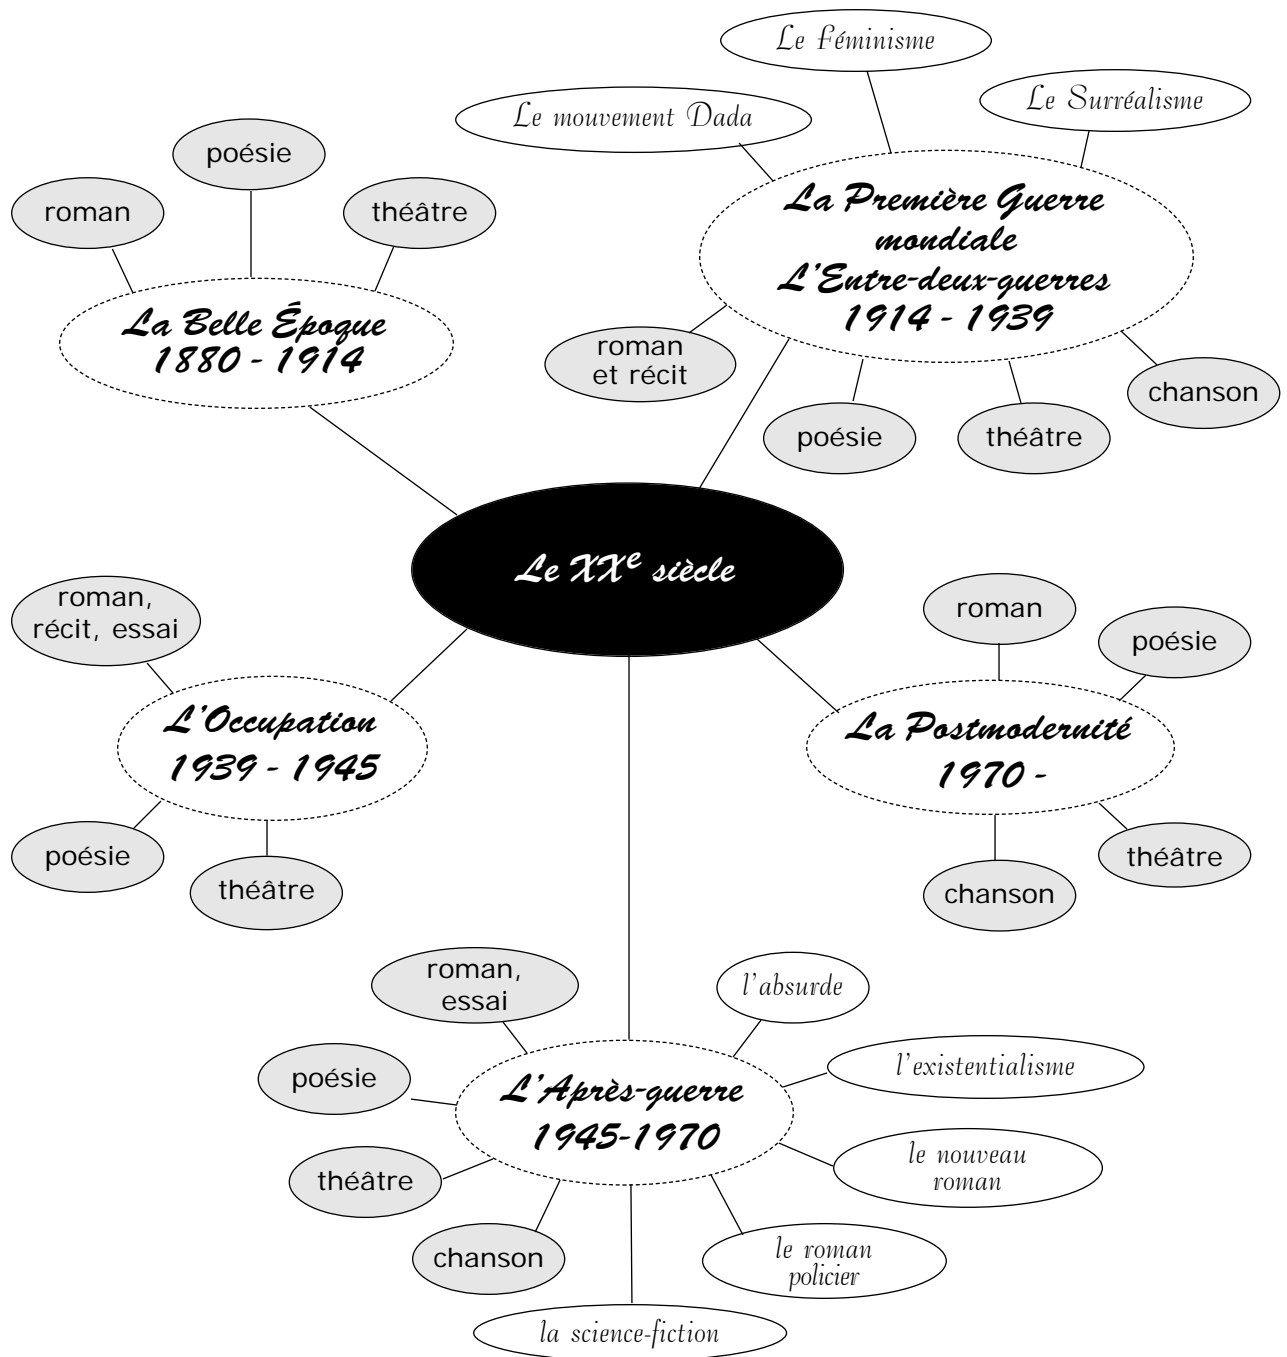 Le Féminisme
Le mouvement Dada
Le Surréalisme
poésie
roman
théâtre
La Belle Époque
1880 - 1914
La Première Guerre
mondiale
L'Entre-deux-guerres
1914 - 1939
roman
et récit
poésie
théâtre
chanson
Le XXe siècle
roman,
récit, essai
L'Occupation
1939 - 1945
poésie
théâtre
roman
poésie
La Postmodernité
1970 -
théâtre
chanson
roman,
essai
l'absurde
poésie
l'existentialisme
L'Après-guerre
1945-1970
théâtre
le nouveau
roman
chanson
le roman
policier
la science-fiction